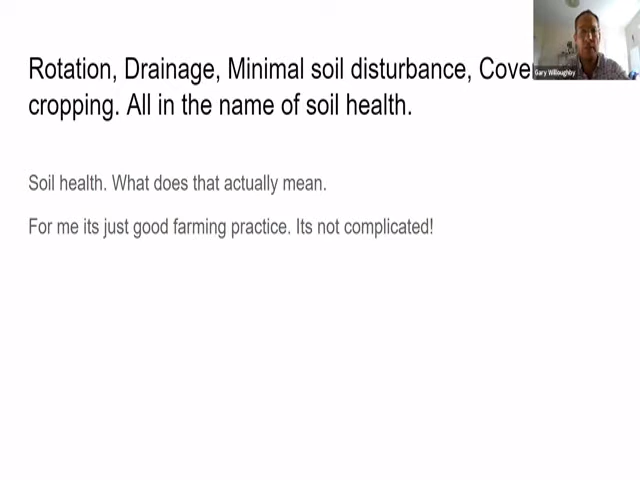 Rotation, Drainage, Minimal soil disturbance, Cove
cropping. All in the name of soil health.
Gary Willoughby
Soil health. What does that actually mean.
For me its just good farming practice. Its not complicated!